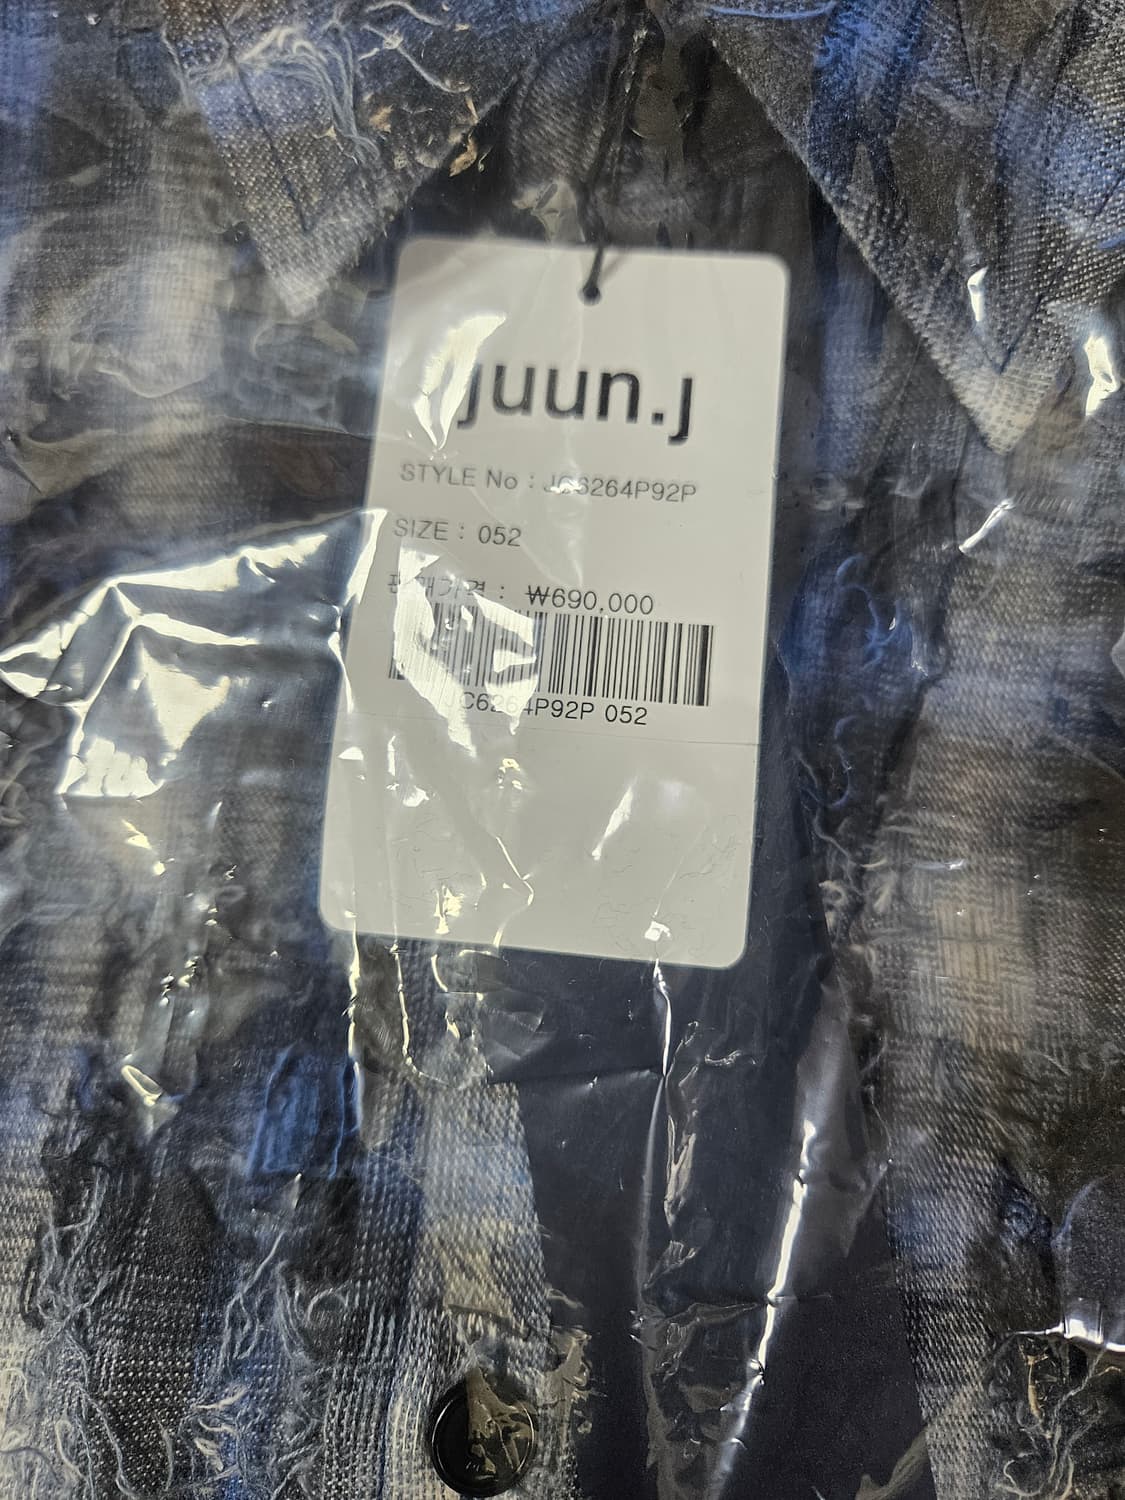 juun.j
STYLE No : JC6264P92P
SIZE : 052
판매가격 : ₩690,000
JC6264P92P 052